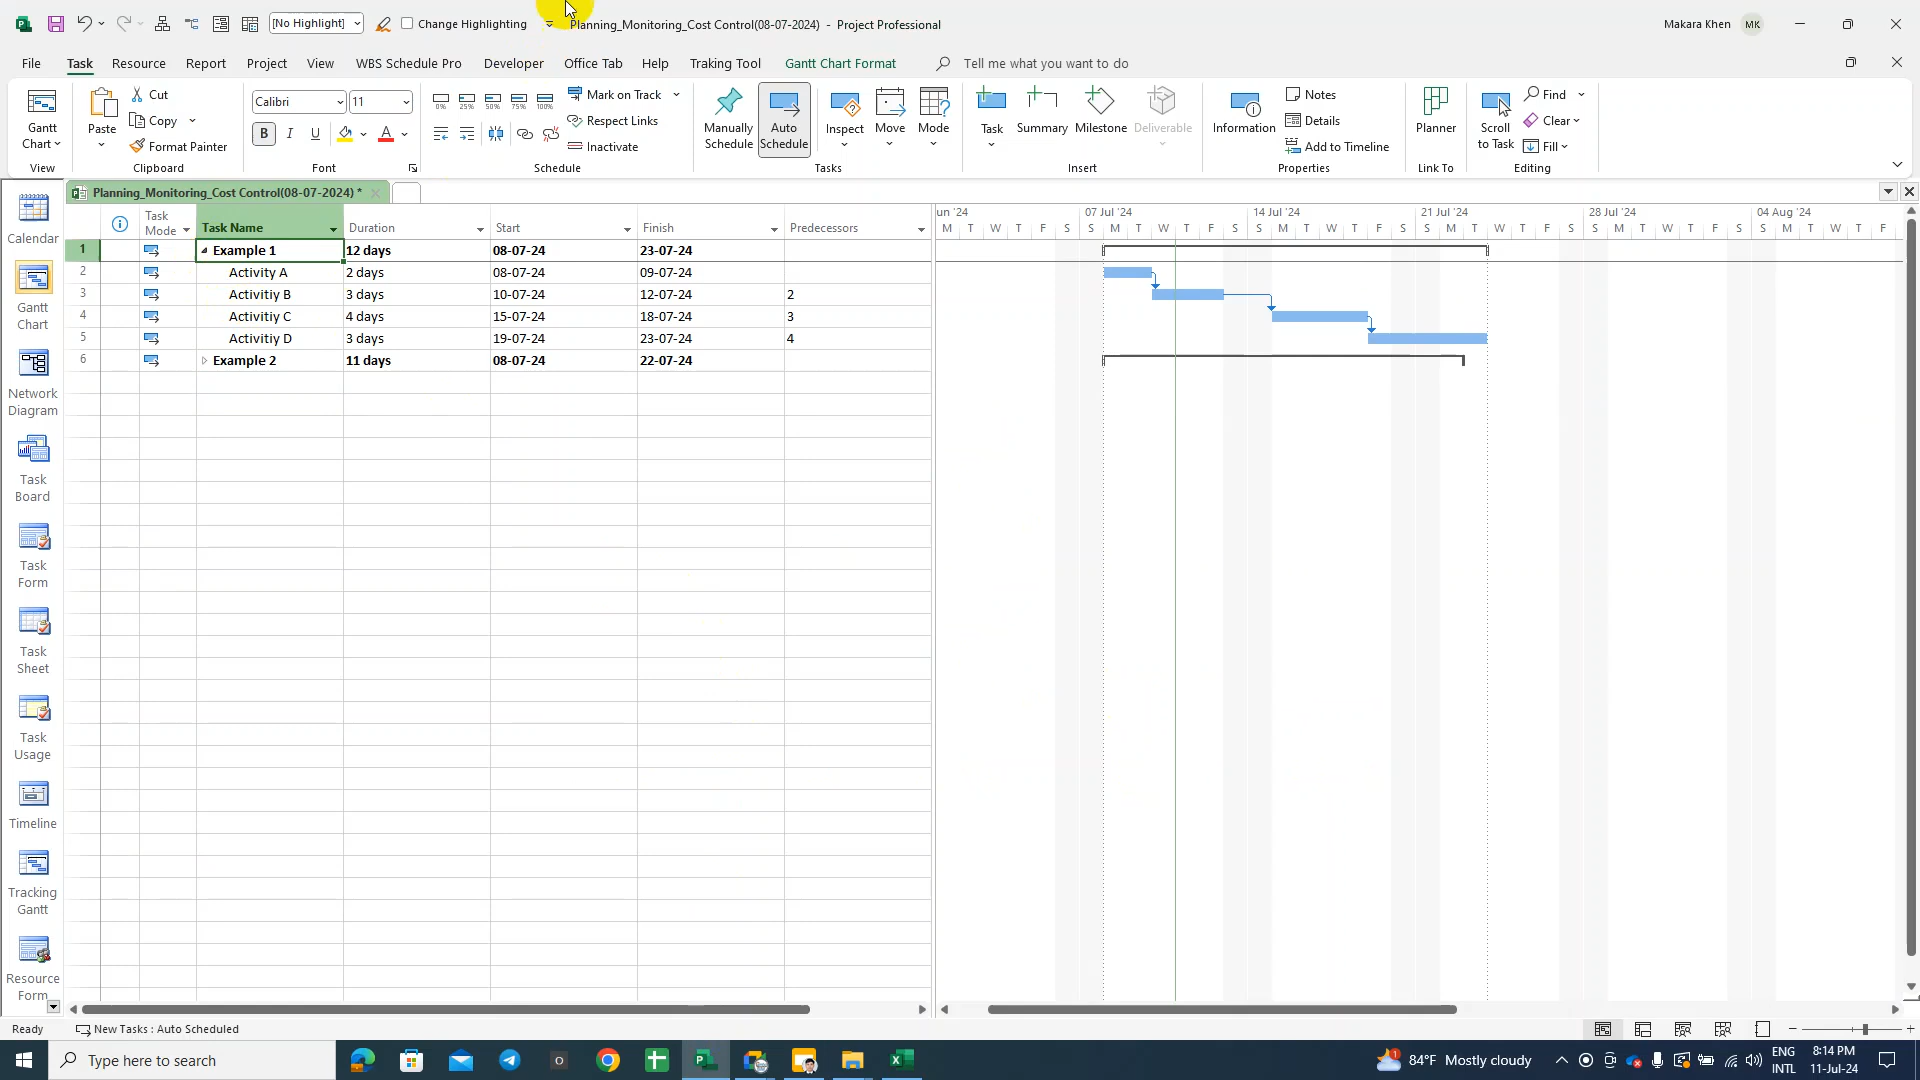 [No Highlight] Change Highlighting Planning_Monitoring_Cost Control(08-07-2024) - Project Professional Makara Khen MK
File Task Resource Report Project View WBS Schedule Pro Developer Office Tab Help Traking Tool Gantt Chart Format Tell me what you want to do
Gantt Chart
View
Paste
Cut
Copy
Format Painter
Clipboard
Calibri 11
B I U A
Font
0% 25% 50% 75% 100%
Mark on Track
Respect Links
Inactivate
Schedule
Manually Schedule
Auto Schedule
Inspect
Move
Mode
Tasks
Task
Summary
Milestone
Deliverable
Insert
Information
Notes
Details
Add to Timeline
Properties
Planner
Link To
Scroll to Task
Find
Clear
Fill
Editing
Planning_Monitoring_Cost Control(08-07-2024) *
Calendar
Gantt Chart
Network Diagram
Task Board
Task Form
Task Sheet
Task Usage
Timeline
Tracking Gantt
Resource Form
Task Mode Task Name Duration Start Finish Predecessors
1 Example 1 12 days 08-07-24 23-07-24
2 Activity A 2 days 08-07-24 09-07-24
3 Activitiy B 3 days 10-07-24 12-07-24 2
4 Activitiy C 4 days 15-07-24 18-07-24 3
5 Activitiy D 3 days 19-07-24 23-07-24 4
6 Example 2 11 days 08-07-24 22-07-24
un '24 07 Jul '24 14 Jul '24 21 Jul '24 28 Jul '24 04 Aug '24
M T W T F S S M T W T F S S M T W T F S S M T W T F S S M T W T F S S M T W T F
Ready New Tasks : Auto Scheduled
Type here to search
84°F Mostly cloudy
ENG
INTL
8:14 PM
11-Jul-24